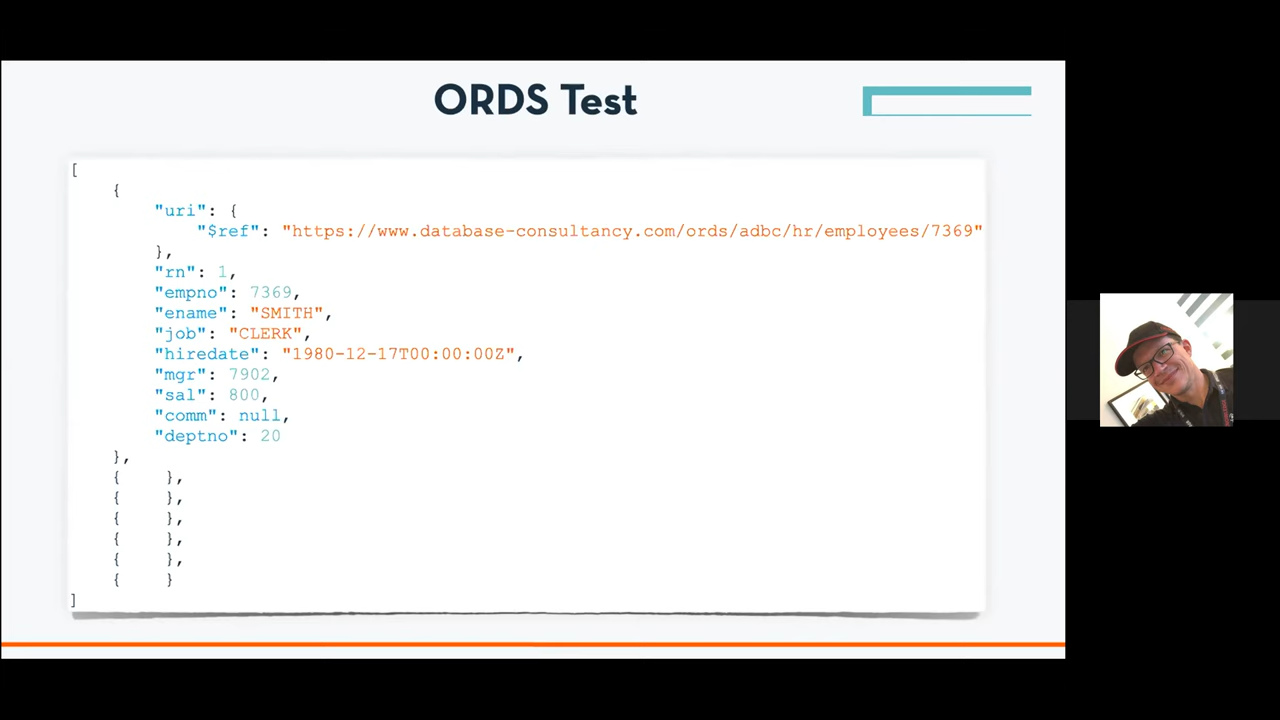 ORDS Test
[
    {
        "uri": {
            "$ref": "https://www.database-consultancy.com/ords/adbc/hr/employees/7369"
        },
        "rn": 1,
        "empno": 7369,
        "ename": "SMITH",
        "job": "CLERK",
        "hiredate": "1980-12-17T00:00:00Z",
        "mgr": 7902,
        "sal": 800,
        "comm": null,
        "deptno": 20
    },
    {    },
    {    },
    {    },
    {    },
    {    },
    {    }
]